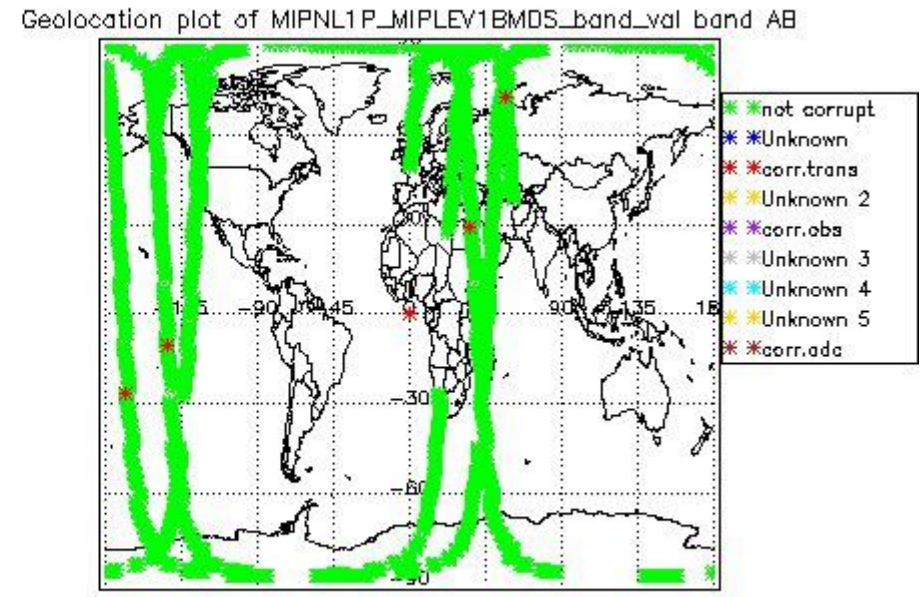 Geolocation plot of MIPNL1P_MIPLEV1BMDS_band_val band AB
not corrupt
Unknown
corr.trans
Unknown 2
corr.obs
Unknown 3
Unknown 4
Unknown 5
corr.adc
-90 -45 90 135
-30
-60
-90